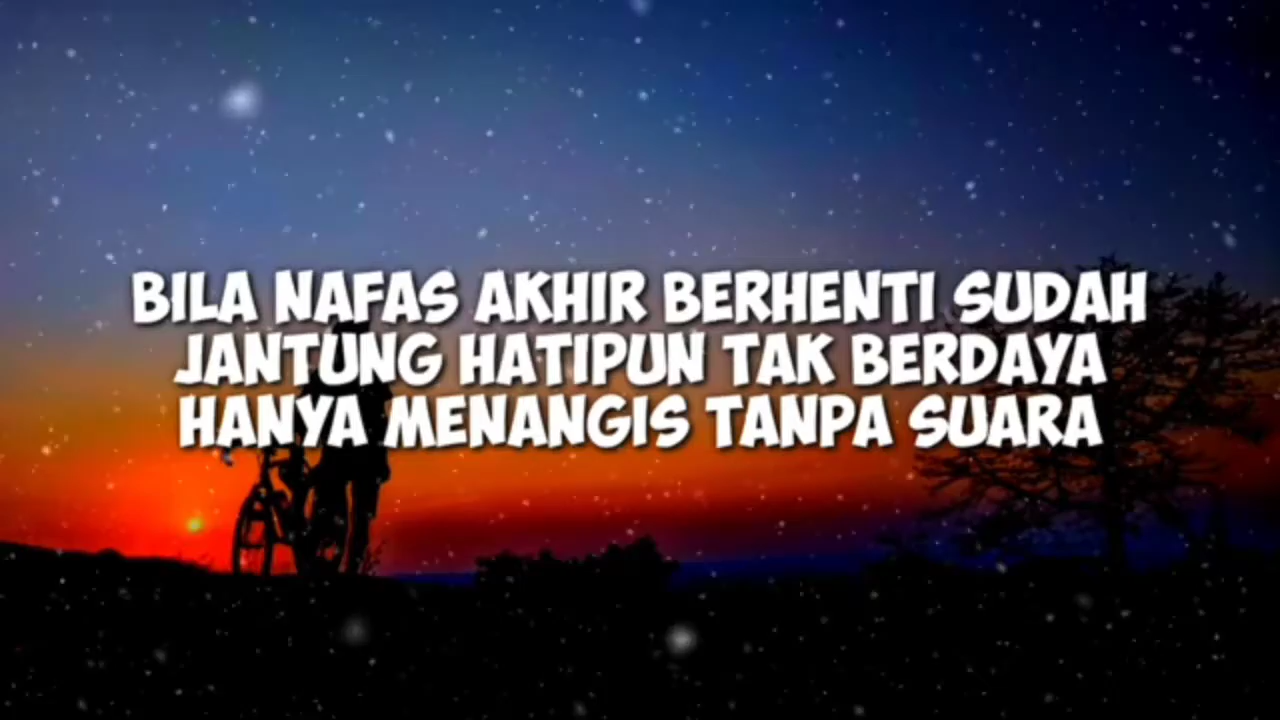 BILA NAFAS AKHIR BERHENTI SUDAH
JANTUNG HATIPUN TAK BERDAYA
HANYA MENANGIS TANPA SUARA